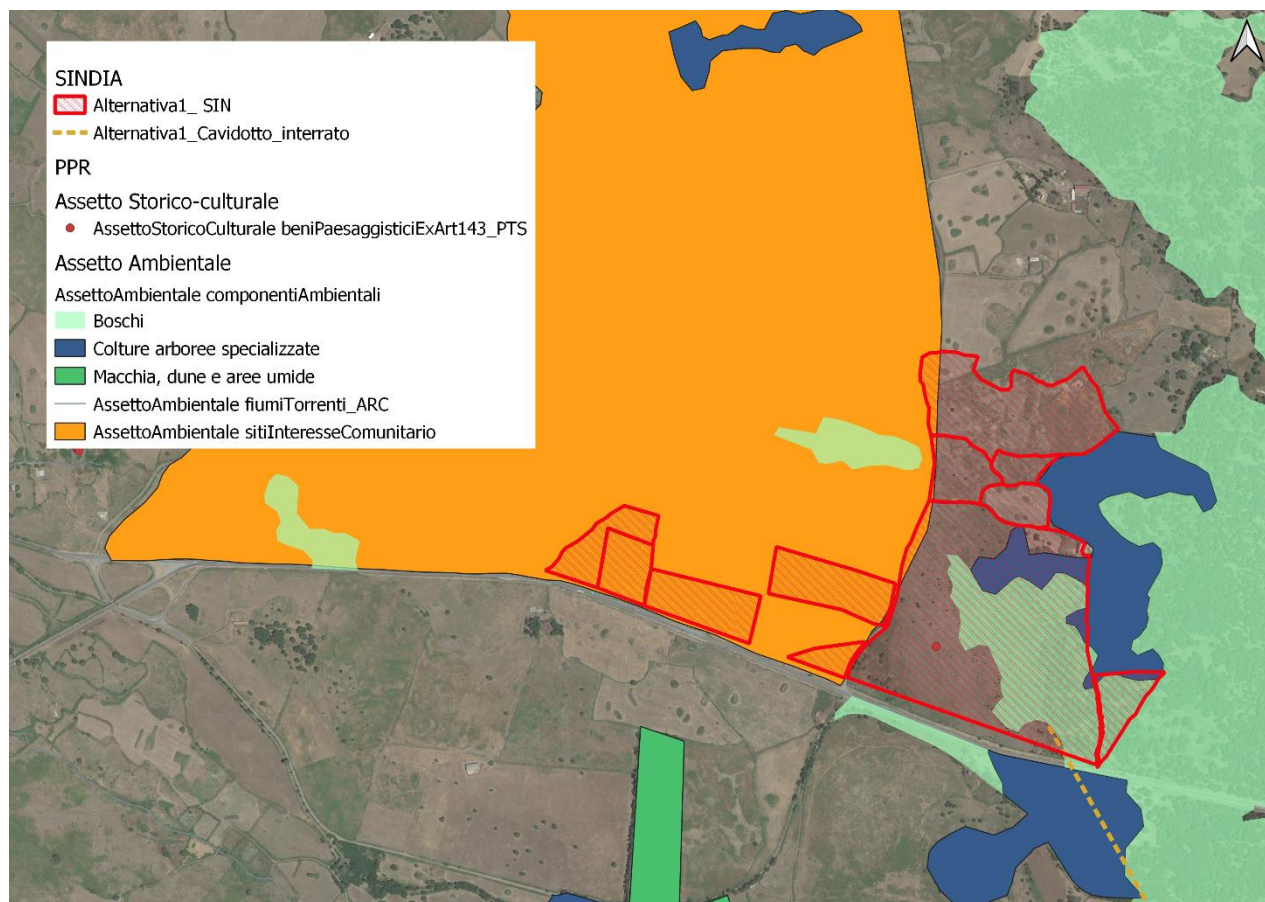 SINDIA
Alternativa1_ SIN
Alternativa1_Cavidotto_interrato
PPR
Assetto Storico-culturale
AssettoStoricoCulturale beniPaesaggisticiExArt143_PTS
Assetto Ambientale
AssettoAmbientale componentiAmbientali
Boschi
Colture arboree specializzate
Macchia, dune e aree umide
AssettoAmbientale fiumiTorrenti_ARC
AssettoAmbientale sitiInteresseComunitario